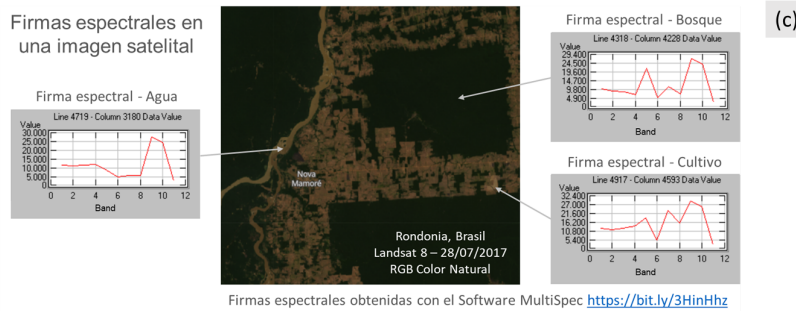 Firmas espectrales en
una imagen satelital
(c)
Firma espectral - Agua
Line 4719 - Column 3180 Data Value
Value
30.000
25.000
20.000
15.000
10.000
5.000
0
0 2 4 6 8 10 12
Band
Nova
Mamoré
Rondonia, Brasil
Landsat 8 – 28/07/2017
RGB Color Natural
Firma espectral - Bosque
Line 4318 - Column 4228 Data Value
Value
29.400
24.500
19.600
14.700
9.800
4.900
0
0 2 4 6 8 10 12
Band
Firma espectral - Cultivo
Line 4917 - Column 4593 Data Value
Value
32.400
27.000
21.600
16.200
10.800
5.400
0
0 2 4 6 8 10 12
Band
Firmas espectrales obtenidas con el Software MultiSpec https://bit.ly/3HinHhz